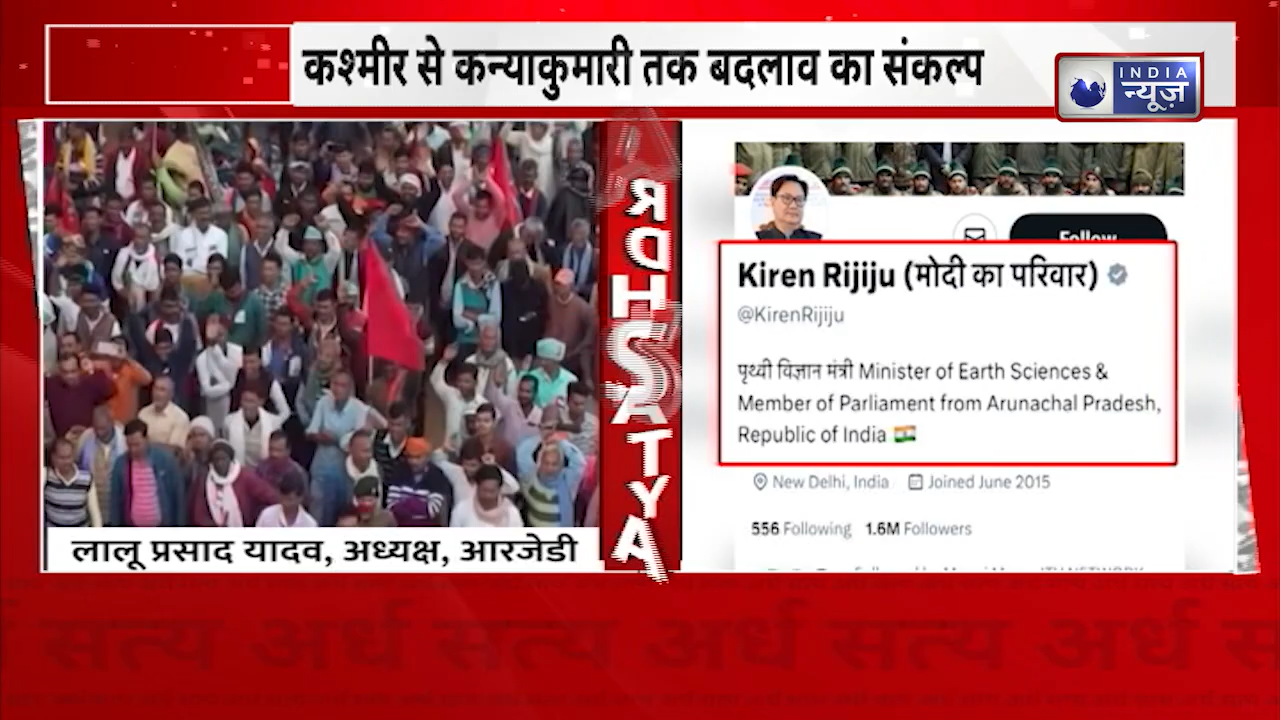 कश्मीर से कन्याकुमारी तक बदलाव का संकल्प
INDIA
न्यूज़
ARDHSATYA
Follow
Kiren Rijiju (मोदी का परिवार)
@KirenRijiju
पृथ्वी विज्ञान मंत्री Minister of Earth Sciences &
Member of Parliament from Arunachal Pradesh,
Republic of India 🇮🇳
New Delhi, India Joined June 2015
556 Following 1.6M Followers
लालू प्रसाद यादव, अध्यक्ष, आरजेडी
सत्य अर्ध सत्य अर्ध सत्य अर्ध